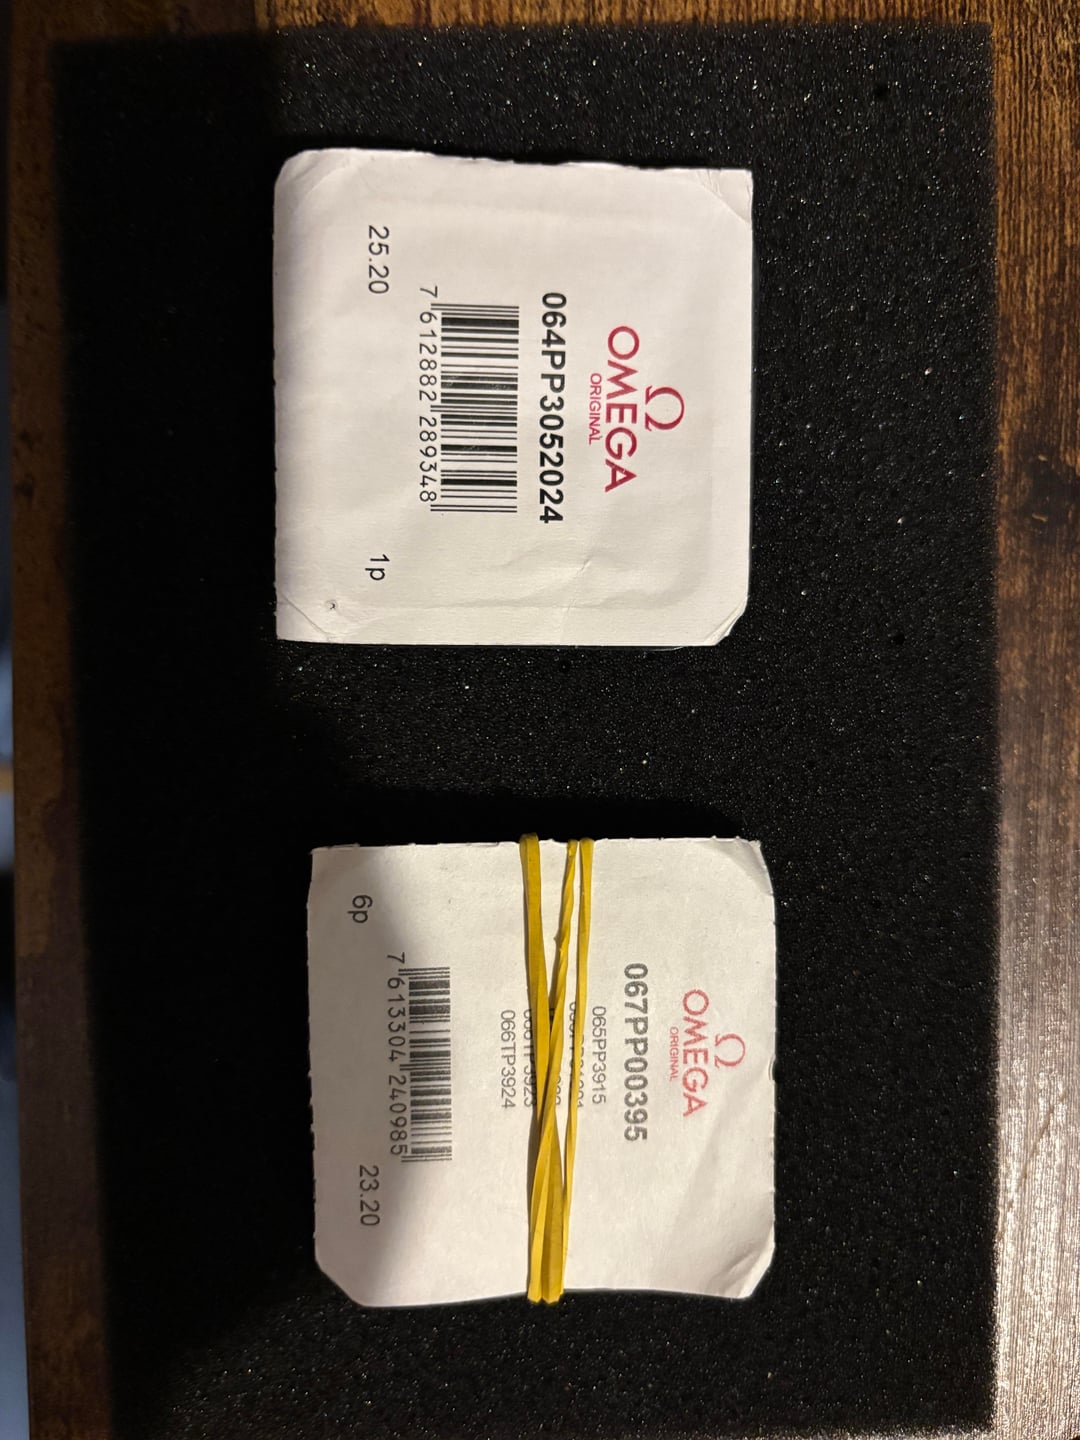 Ω
OMEGA
ORIGINAL
064PP3052024
7 612882 289348
25.20
1p
Ω
OMEGA
ORIGINAL
067PP00395
065PP3915
066TP3923
066TP3924
7 613304 240985
6p
23.20